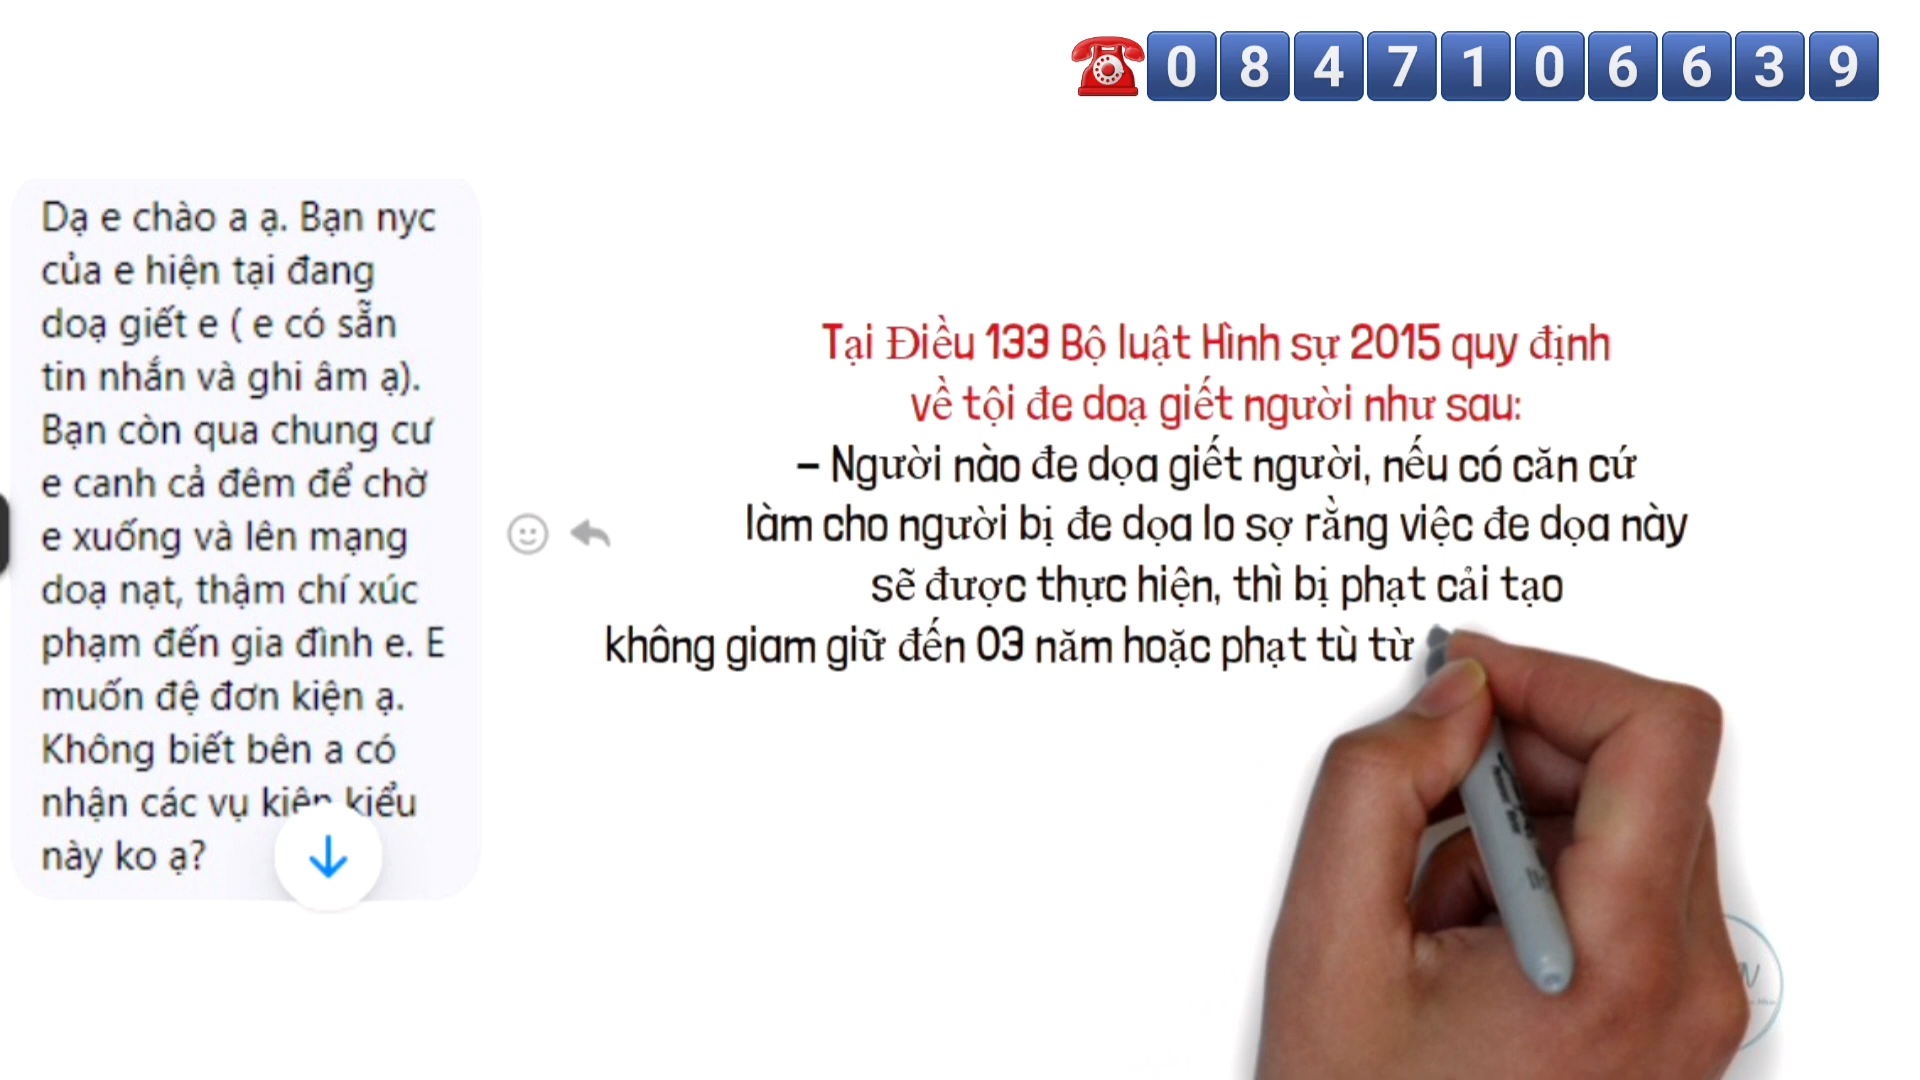 0847106639
Dạ e chào a ạ. Bạn nyc
của e hiện tại đang
doạ giết e ( e có sẵn
tin nhắn và ghi âm ạ).
Bạn còn qua chung cư
e canh cả đêm để chờ
e xuống và lên mạng
doạ nạt, thậm chí xúc
phạm đến gia đình e. E
muốn đệ đơn kiện ạ.
Không biết bên a có
nhận các vụ kiện kiểu
này ko ạ?
Tại Điều 133 Bộ luật Hình sự 2015 quy định
về tội đe doạ giết người như sau:
– Người nào đe dọa giết người, nếu có căn cứ
làm cho người bị đe dọa lo sợ rằng việc đe dọa này
sẽ được thực hiện, thì bị phạt cải tạo
không giam giữ đến 03 năm hoặc phạt tù từ